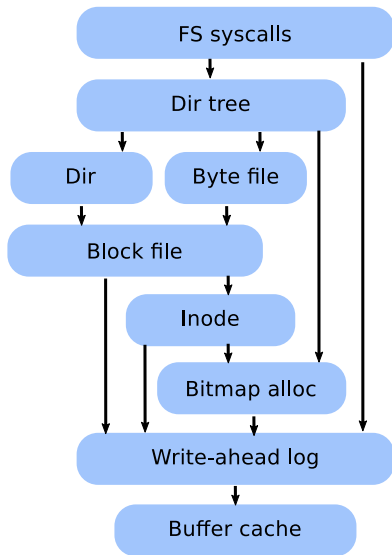 FS syscalls
Dir tree
Dir
Byte file
Block file
Inode
Bitmap alloc
Write-ahead log
Buffer cache